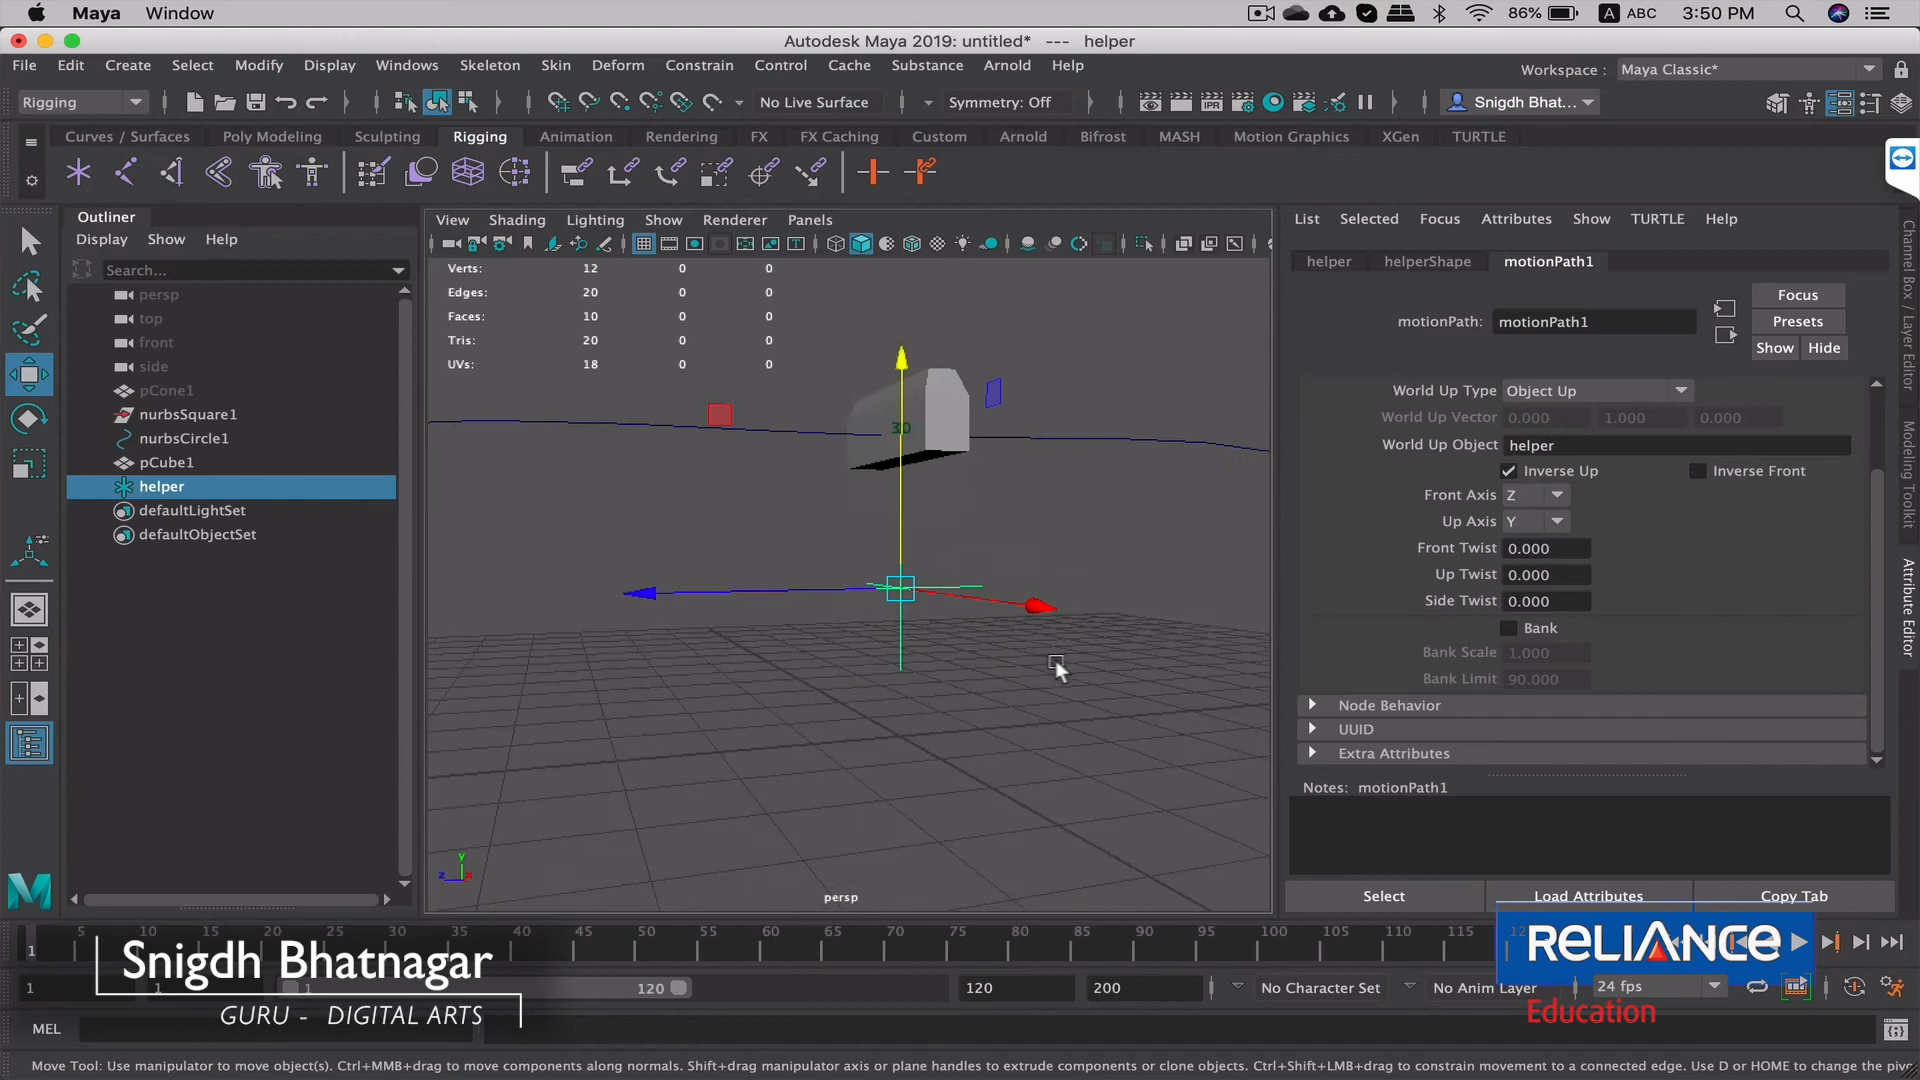 Maya Window 86% A ABC 3:50 PM
Autodesk Maya 2019: untitled* --- helper
File Edit Create Select Modify Display Windows Skeleton Skin Deform Constrain Control Cache Substance Arnold Help Workspace : Maya Classic*
Rigging No Live Surface Symmetry: Off IPR Snigdh Bhat...
Curves / Surfaces Poly Modeling Sculpting Rigging Animation Rendering FX FX Caching Custom Arnold Bifrost MASH Motion Graphics XGen TURTLE
Outliner
Display Show Help
Search...
persp
top
front
side
pCone1
nurbsSquare1
nurbsCircle1
pCube1
helper
defaultLightSet
defaultObjectSet
View Shading Lighting Show Renderer Panels
Verts: 12 0 0
Edges: 20 0 0
Faces: 10 0 0
Tris: 20 0 0
UVs: 18 0 0
30
y
z x
persp
List Selected Focus Attributes Show TURTLE Help
helper helperShape motionPath1
motionPath: motionPath1
Focus
Presets
Show Hide
World Up Type Object Up
World Up Vector 0.000 1.000 0.000
World Up Object helper
Inverse Up Inverse Front
Front Axis Z
Up Axis Y
Front Twist 0.000
Up Twist 0.000
Side Twist 0.000
Bank
Bank Scale 1.000
Bank Limit 90.000
Node Behavior
UUID
Extra Attributes
Notes: motionPath1
Select Load Attributes Copy Tab
Channel Box / Layer Editor
Modeling Toolkit
Attribute Editor
1 5 10 15 20 25 30 35 40 45 50 55 60 65 70 75 80 85 90 95 100 105 110 115
1 1 1 120 120 200 No Character Set No Anim Layer 24 fps
Snigdh Bhatnagar
GURU - DIGITAL ARTS
RELIANCE
Education
MEL
Move Tool: Use manipulator to move object(s). Ctrl+MMB+drag to move components along normals. Shift+drag manipulator axis or plane handles to extrude components or clone objects. Ctrl+Shift+LMB+drag to constrain movement to a connected edge. Use D or HOME to change the